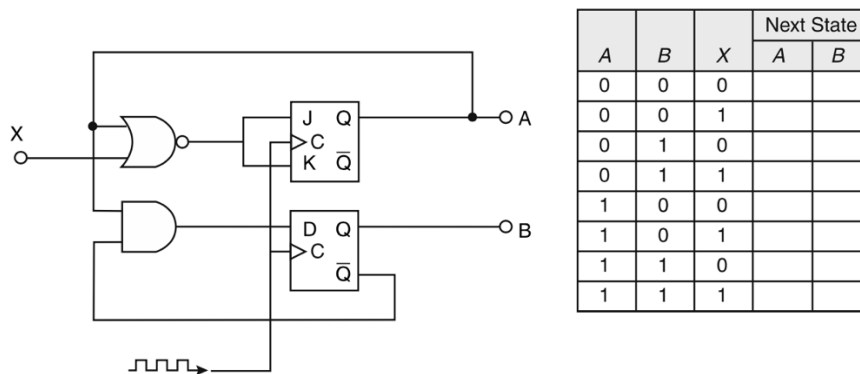 X
J Q
C
K Q̅
A
D Q
C
Q̅
B
Next State
A B X A B
0 0 0
0 0 1
0 1 0
0 1 1
1 0 0
1 0 1
1 1 0
1 1 1